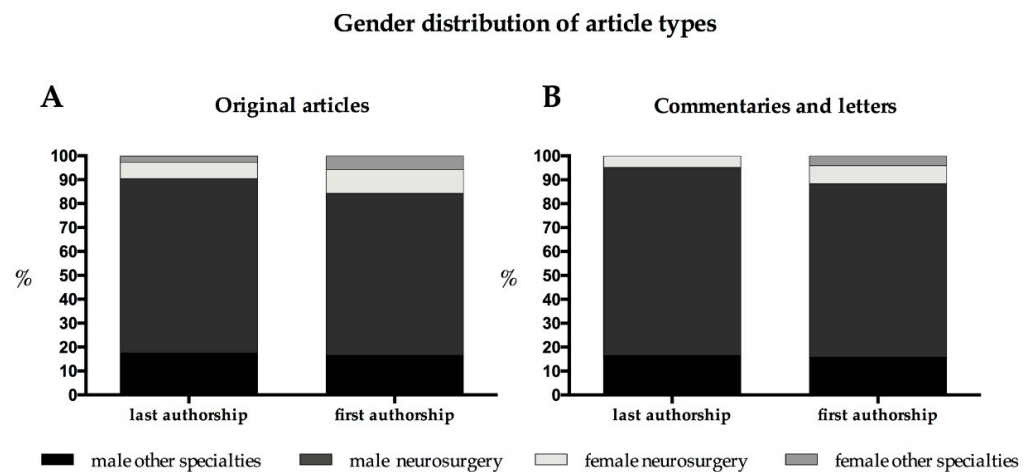 Gender distribution of article types
A
Original articles
100
90
80
70
60
50
40
30
20
10
0
%
last authorship
first authorship
B
Commentaries and letters
100
90
80
70
60
50
40
30
20
10
0
%
last authorship
first authorship
male other specialties
male neurosurgery
female neurosurgery
female other specialties